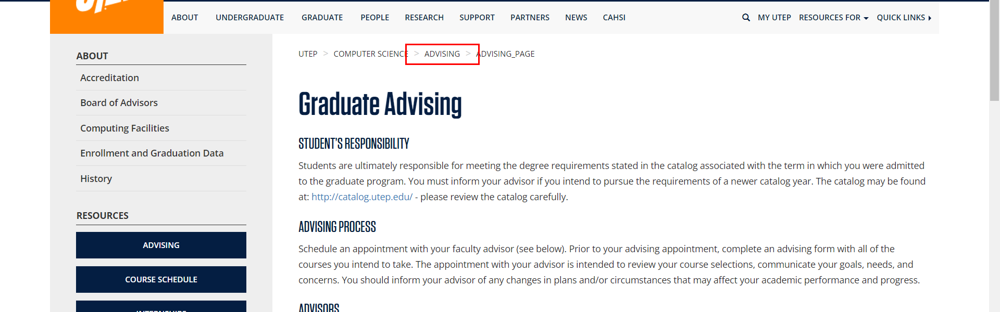 ABOUT UNDERGRADUATE GRADUATE PEOPLE RESEARCH SUPPORT PARTNERS NEWS CAHSI MY UTEP RESOURCES FOR QUICK LINKS
ABOUT
Accreditation
Board of Advisors
Computing Facilities
Enrollment and Graduation Data
History
RESOURCES
ADVISING
COURSE SCHEDULE
INTERNSHIPS
UTEP > COMPUTER SCIENCE > ADVISING > ADVISING_PAGE
Graduate Advising
STUDENT'S RESPONSIBILITY
Students are ultimately responsible for meeting the degree requirements stated in the catalog associated with the term in which you were admitted
to the graduate program. You must inform your advisor if you intend to pursue the requirements of a newer catalog year. The catalog may be found
at: http://catalog.utep.edu/ - please review the catalog carefully.
ADVISING PROCESS
Schedule an appointment with your faculty advisor (see below). Prior to your advising appointment, complete an advising form with all of the
courses you intend to take. The appointment with your advisor is intended to review your course selections, communicate your goals, needs, and
concerns. You should inform your advisor of any changes in plans and/or circumstances that may affect your academic performance and progress.
ADVISORS